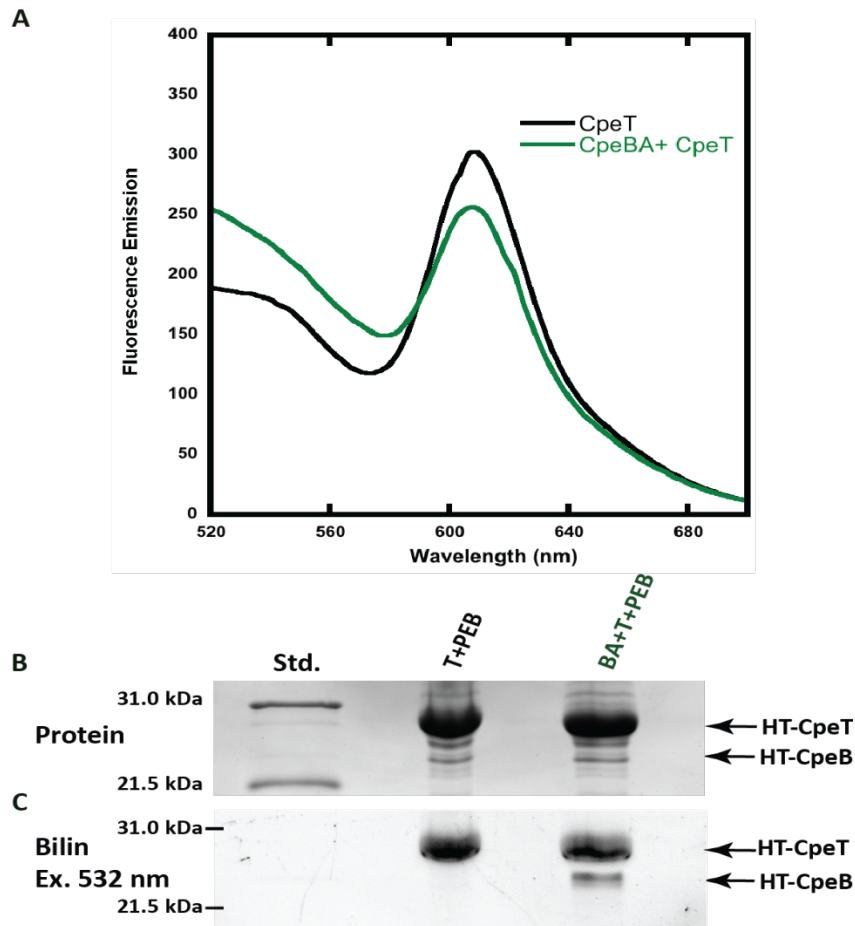 A
400
350
300
250
200
150
100
50
0
Fluorescence Emission
CpeT
CpeBA+ CpeT
520 560 600 640 680
Wavelength (nm)
B
Std.
T+PEB
BA+T+PEB
31.0 kDa
Protein
21.5 kDa
HT-CpeT
HT-CpeB
C
31.0 kDa
Bilin
Ex. 532 nm
21.5 kDa
HT-CpeT
HT-CpeB